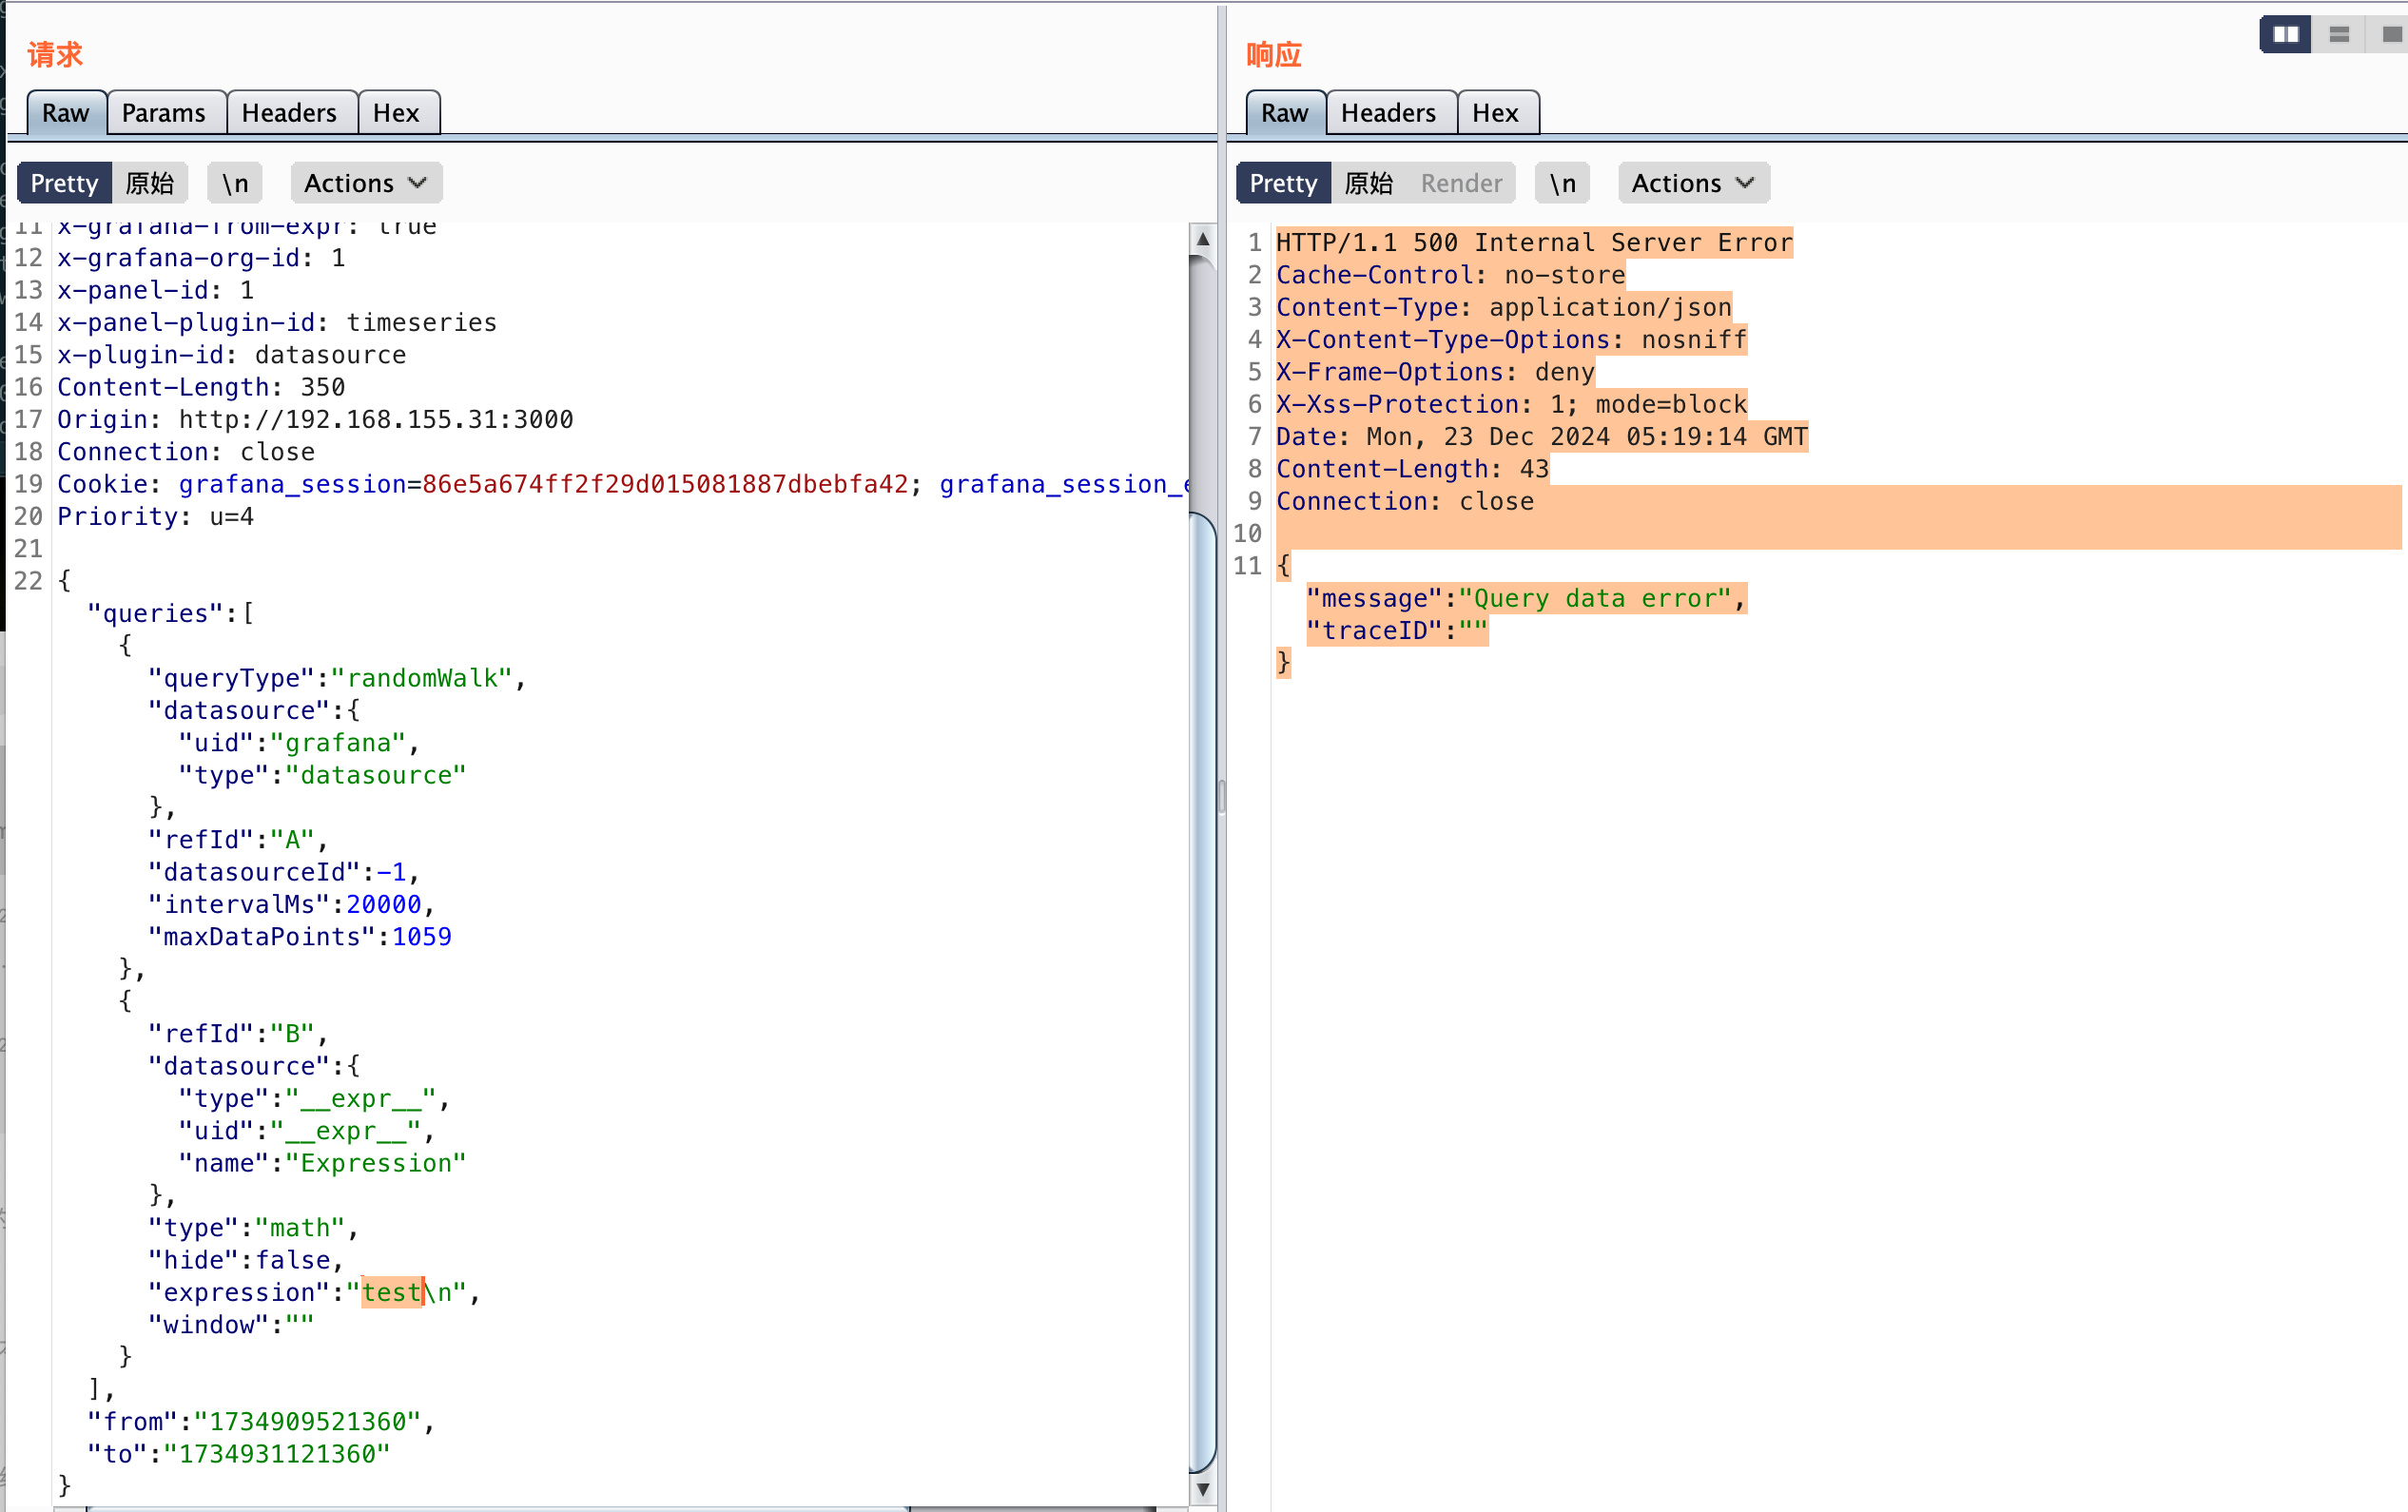 请求
Raw Params Headers Hex
Pretty 原始 \n Actions
11 x-grafana-from-expr: true
12 x-grafana-org-id: 1
13 x-panel-id: 1
14 x-panel-plugin-id: timeseries
15 x-plugin-id: datasource
16 Content-Length: 350
17 Origin: http://192.168.155.31:3000
18 Connection: close
19 Cookie: grafana_session=86e5a674ff2f29d015081887dbebfa42; grafana_session_e
20 Priority: u=4
21
22 {
"queries":[
{
"queryType":"randomWalk",
"datasource":{
"uid":"grafana",
"type":"datasource"
},
"refId":"A",
"datasourceId":-1,
"intervalMs":20000,
"maxDataPoints":1059
},
{
"refId":"B",
"datasource":{
"type":"__expr__",
"uid":"__expr__",
"name":"Expression"
},
"type":"math",
"hide":false,
"expression":"test\n",
"window":""
}
],
"from":"1734909521360",
"to":"1734931121360"
}
响应
Raw Headers Hex
Pretty 原始 Render \n Actions
1 HTTP/1.1 500 Internal Server Error
2 Cache-Control: no-store
3 Content-Type: application/json
4 X-Content-Type-Options: nosniff
5 X-Frame-Options: deny
6 X-Xss-Protection: 1; mode=block
7 Date: Mon, 23 Dec 2024 05:19:14 GMT
8 Content-Length: 43
9 Connection: close
10
11 {
"message":"Query data error",
"traceID":""
}